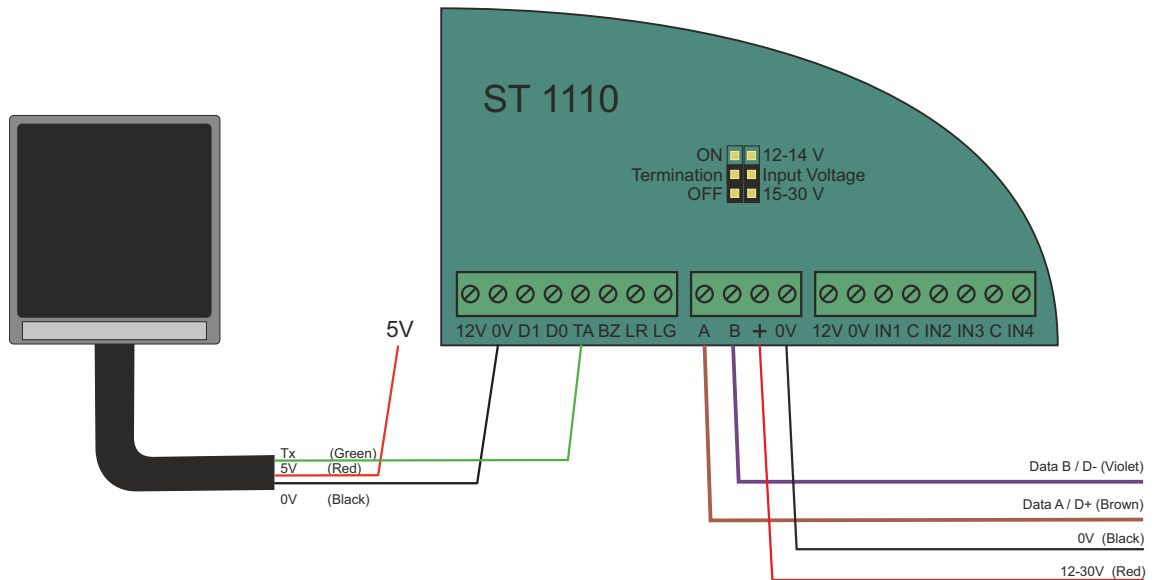 ST 1110
ON 12-14 V
Termination Input Voltage
OFF 15-30 V
5V
12V 0V D1 D0 TA BZ LR LG
A B + 0V
12V 0V IN1 C IN2 IN3 C IN4
Tx (Green)
5V (Red)
0V (Black)
Data B / D- (Violet)
Data A / D+ (Brown)
0V (Black)
12-30V (Red)